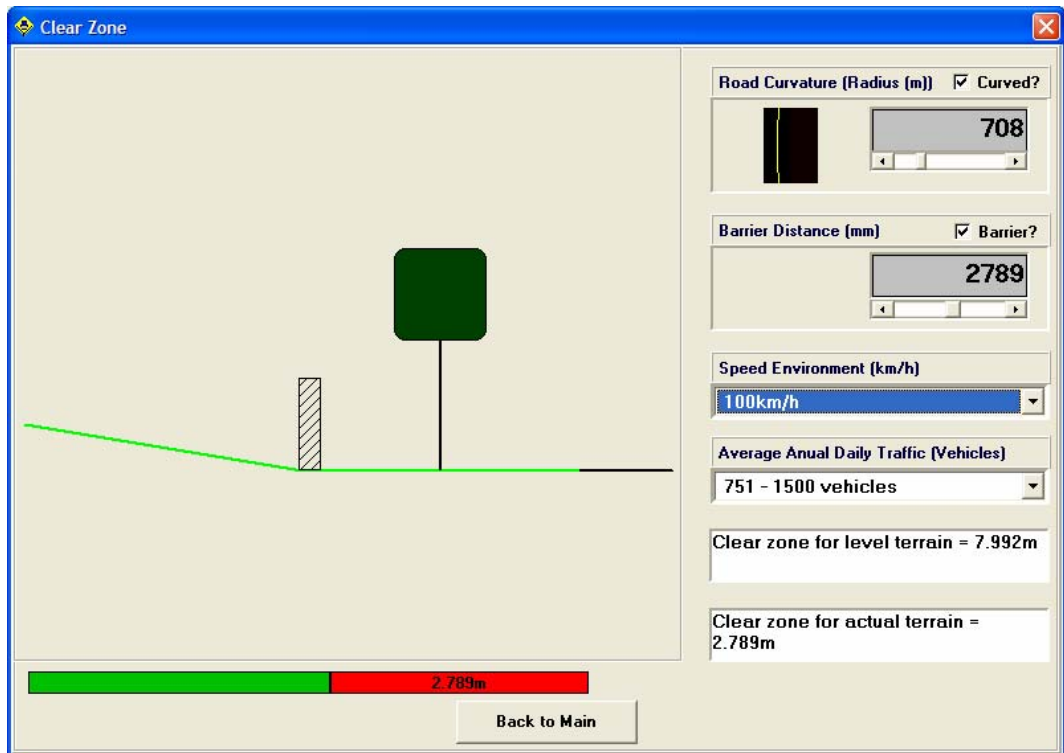 Clear Zone
Road Curvature (Radius (m)) Curved?
708
Barrier Distance (mm) Barrier?
2789
Speed Environment (km/h)
100km/h
Average Anual Daily Traffic (Vehicles)
751 - 1500 vehicles
Clear zone for level terrain = 7.992m
Clear zone for actual terrain =
2.789m
2.789m
Back to Main